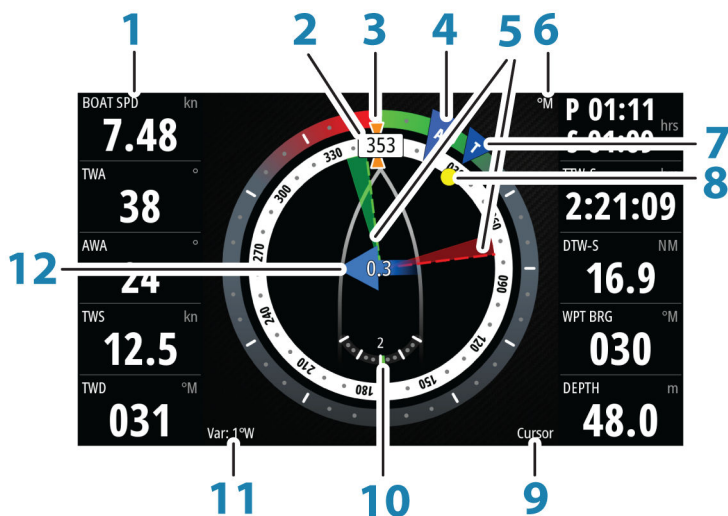 1 2 3 4 5 6
BOAT SPD kn
7.48
TWA °
38
AWA °
24
TWS kn
12.5
TWD °M
031
°M
353
A
T
330
300
270
240
210
180
150
120
090
0.3
2
Var: 1°W
Cursor
P 01:11 hrs
2:21:09
DTW-S NM
16.9
WPT BRG °M
030
DEPTH m
48.0
7
8
12
11 10 9